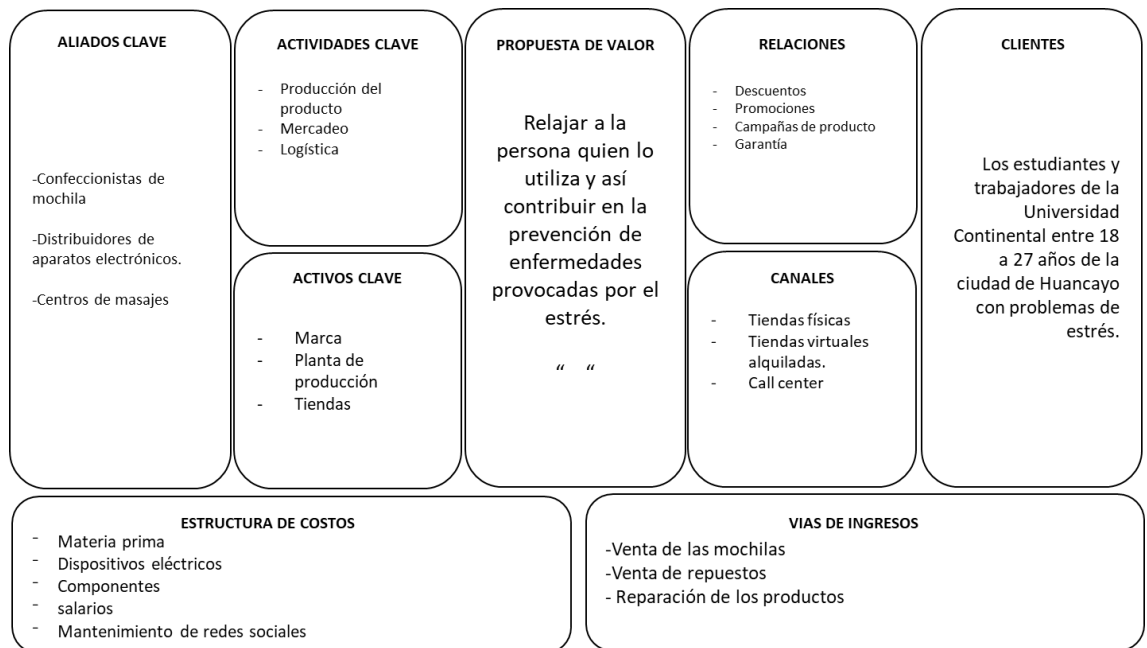 ALIADOS CLAVE
-Confeccionistas de
mochila
-Distribuidores de
aparatos electrónicos.
-Centros de masajes
ACTIVIDADES CLAVE
- Producción del
producto
- Mercadeo
- Logística
ACTIVOS CLAVE
- Marca
- Planta de
producción
- Tiendas
PROPUESTA DE VALOR
Relajar a la
persona quien lo
utiliza y así
contribuir en la
prevención de
enfermedades
provocadas por el
estrés.
“ “
RELACIONES
- Descuentos
- Promociones
- Campañas de producto
- Garantía
CANALES
- Tiendas físicas
- Tiendas virtuales
alquiladas.
- Call center
CLIENTES
Los estudiantes y
trabajadores de la
Universidad
Continental entre 18
a 27 años de la
ciudad de Huancayo
con problemas de
estrés.
ESTRUCTURA DE COSTOS
- Materia prima
- Dispositivos eléctricos
- Componentes
- salarios
- Mantenimiento de redes sociales
VIAS DE INGRESOS
-Venta de las mochilas
-Venta de repuestos
- Reparación de los productos